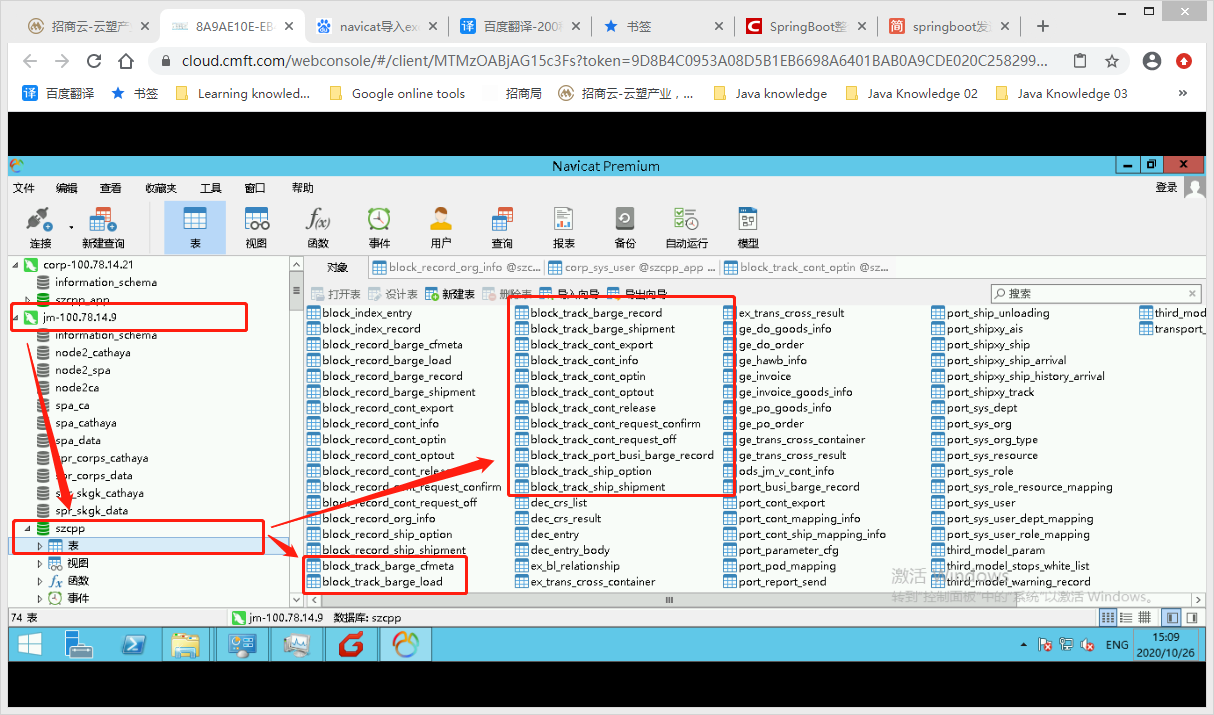 招商云-云塑产
8A9AE10E-EB
navicat导入ex
百度翻译-200
书签
SpringBoot整
springboot发
cloud.cmft.com/webconsole/#/client/MTMzOABjAG15c3Fs?token=9D8B4C0953A08D5B1EB6698A6401BAB0A9CDE020C258299...
百度翻译
书签
Learning knowled...
Google online tools
招商局
招商云-云塑产业，...
Java knowledge
Java Knowledge 02
Java Knowledge 03
Navicat Premium
文件 编辑 查看 收藏夹 工具 窗口 帮助
登录
连接 新建查询 表 视图 函数 事件 用户 查询 报表 备份 自动运行 模型
corp-100.78.14.21
information_schema
szcpp_app
jm-100.78.14.9
information_schema
node2_cathaya
node2_spa
node2ca
spa_ca
spa_cathaya
spa_data
spr_corps_cathaya
spr_corps_data
spr_skgk_cathaya
spr_skgk_data
szcpp
表
视图
函数
事件
对象
block_record_org_info @szc...
corp_sys_user @szcpp_app ...
block_track_cont_optin @sz...
打开表 设计表 新建表 删除表 导入向导 导出向导
搜索
block_index_entry
block_index_record
block_record_barge_cfmeta
block_record_barge_load
block_record_barge_record
block_record_barge_shipment
block_record_cont_export
block_record_cont_info
block_record_cont_optin
block_record_cont_optout
block_record_cont_release
block_record_cont_request_confirm
block_record_cont_request_off
block_record_org_info
block_record_ship_option
block_record_ship_shipment
block_track_barge_cfmeta
block_track_barge_load
block_track_barge_record
block_track_barge_shipment
block_track_cont_export
block_track_cont_info
block_track_cont_optin
block_track_cont_optout
block_track_cont_release
block_track_cont_request_confirm
block_track_cont_request_off
block_track_port_busi_barge_record
block_track_ship_option
block_track_ship_shipment
dec_crs_list
dec_crs_result
dec_entry
dec_entry_body
ex_bl_relationship
ex_trans_cross_container
ex_trans_cross_result
ge_do_goods_info
ge_do_order
ge_hawb_info
ge_invoice
ge_invoice_goods_info
ge_po_goods_info
ge_po_order
ge_trans_cross_container
ge_trans_cross_result
ods_jm_v_cont_info
port_busi_barge_record
port_cont_export
port_cont_mapping_info
port_cont_ship_mapping_info
port_parameter_cfg
port_pod_mapping
port_report_send
port_ship_unloading
port_shipxy_ais
port_shipxy_ship
port_shipxy_ship_arrival
port_shipxy_ship_history_arrival
port_shipxy_track
port_sys_dept
port_sys_org
port_sys_org_type
port_sys_resource
port_sys_role
port_sys_role_resource_mapping
port_sys_user
port_sys_user_dept_mapping
port_sys_user_role_mapping
third_model_param
third_model_stops_white_list
third_model_warning_record
third_mod
transport_
激活 Windows
转到"控制面板"中的"系统"以激活 Windows。
74 表
jm-100.78.14.9 数据库: szcpp
ENG
15:09
2020/10/26